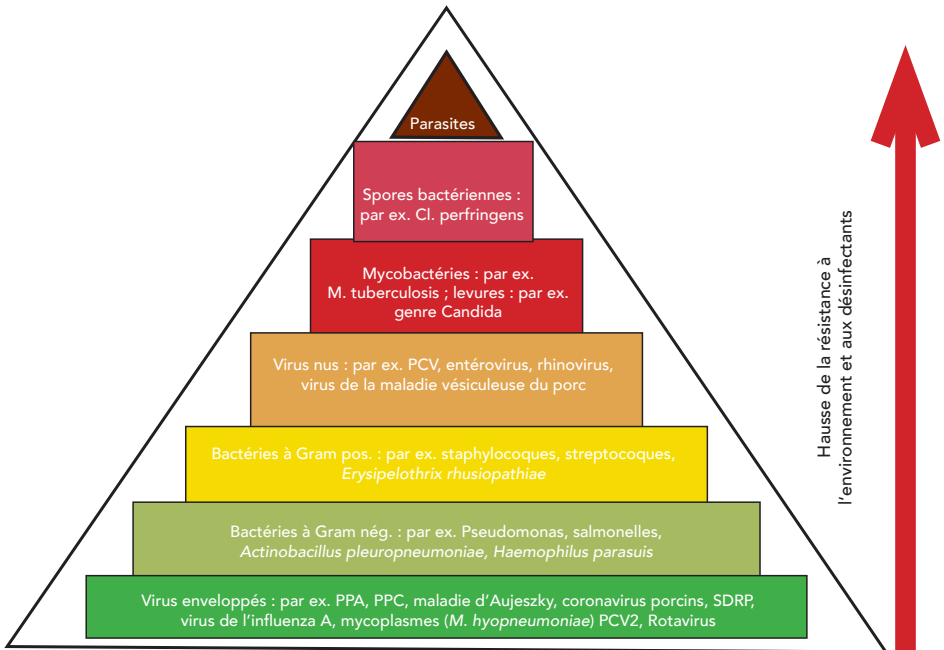 Parasites
Spores bactériennes :
par ex. Cl. perfringens
Mycobactéries : par ex.
M. tuberculosis ; levures : par ex.
genre Candida
Virus nus : par ex. PCV, entérovirus, rhinovirus,
virus de la maladie vésiculeuse du porc
Bactéries à Gram pos. : par ex. staphylocoques, streptocoques,
Erysipelothrix rhusiopathiae
Bactéries à Gram nég. : par ex. Pseudomonas, salmonelles,
Actinobacillus pleuropneumoniae, Haemophilus parasuis
Virus enveloppés : par ex. PPA, PPC, maladie d'Aujeszky, coronavirus porcins, SDRP,
virus de l'influenza A, mycoplasmes (M. hyopneumoniae) PCV2, Rotavirus
Hausse de la résistance à
l'environnement et aux désinfectants